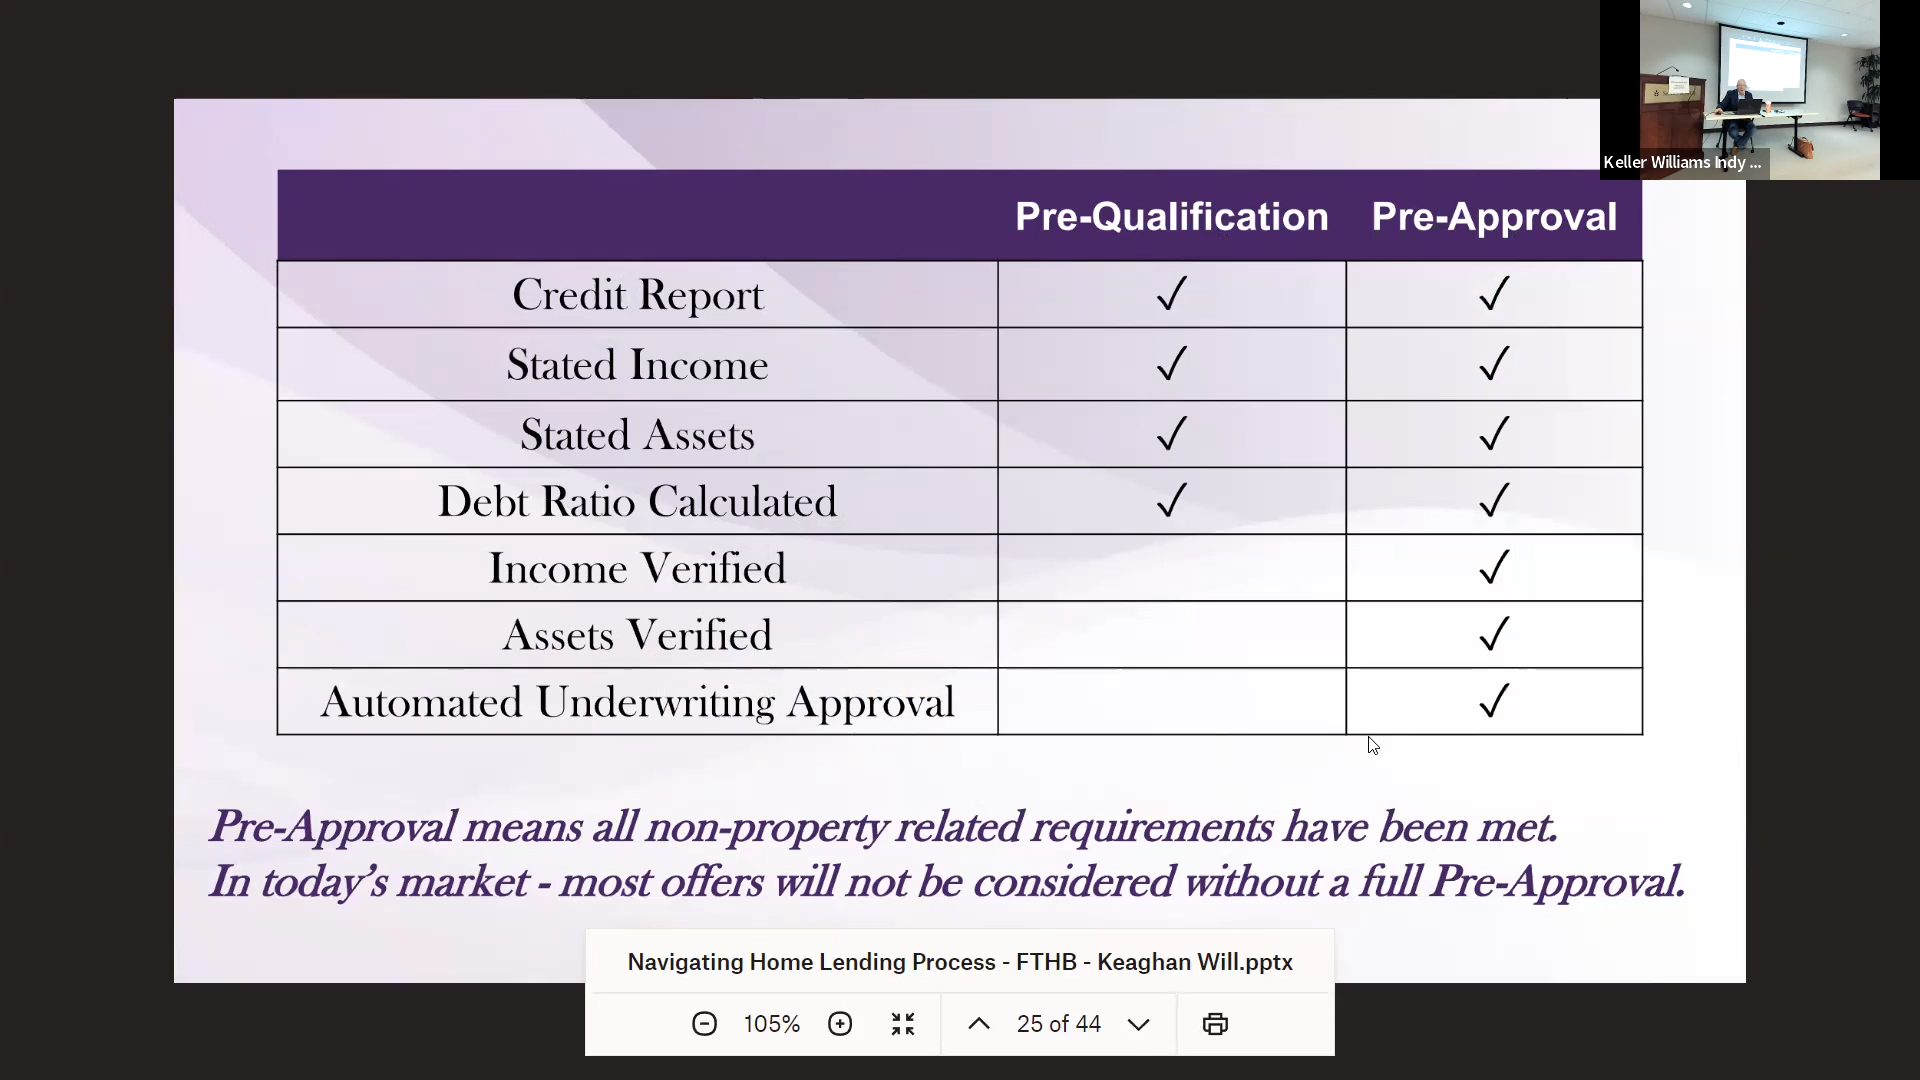 Keller Williams Indy ...
Pre-Qualification Pre-Approval
Credit Report ✓ ✓
Stated Income ✓ ✓
Stated Assets ✓ ✓
Debt Ratio Calculated ✓ ✓
Income Verified ✓
Assets Verified ✓
Automated Underwriting Approval ✓
Pre-Approval means all non-property related requirements have been met.
In today’s market - most offers will not be considered without a full Pre-Approval.
Navigating Home Lending Process - FTHB - Keaghan Will.pptx
105% 25 of 44